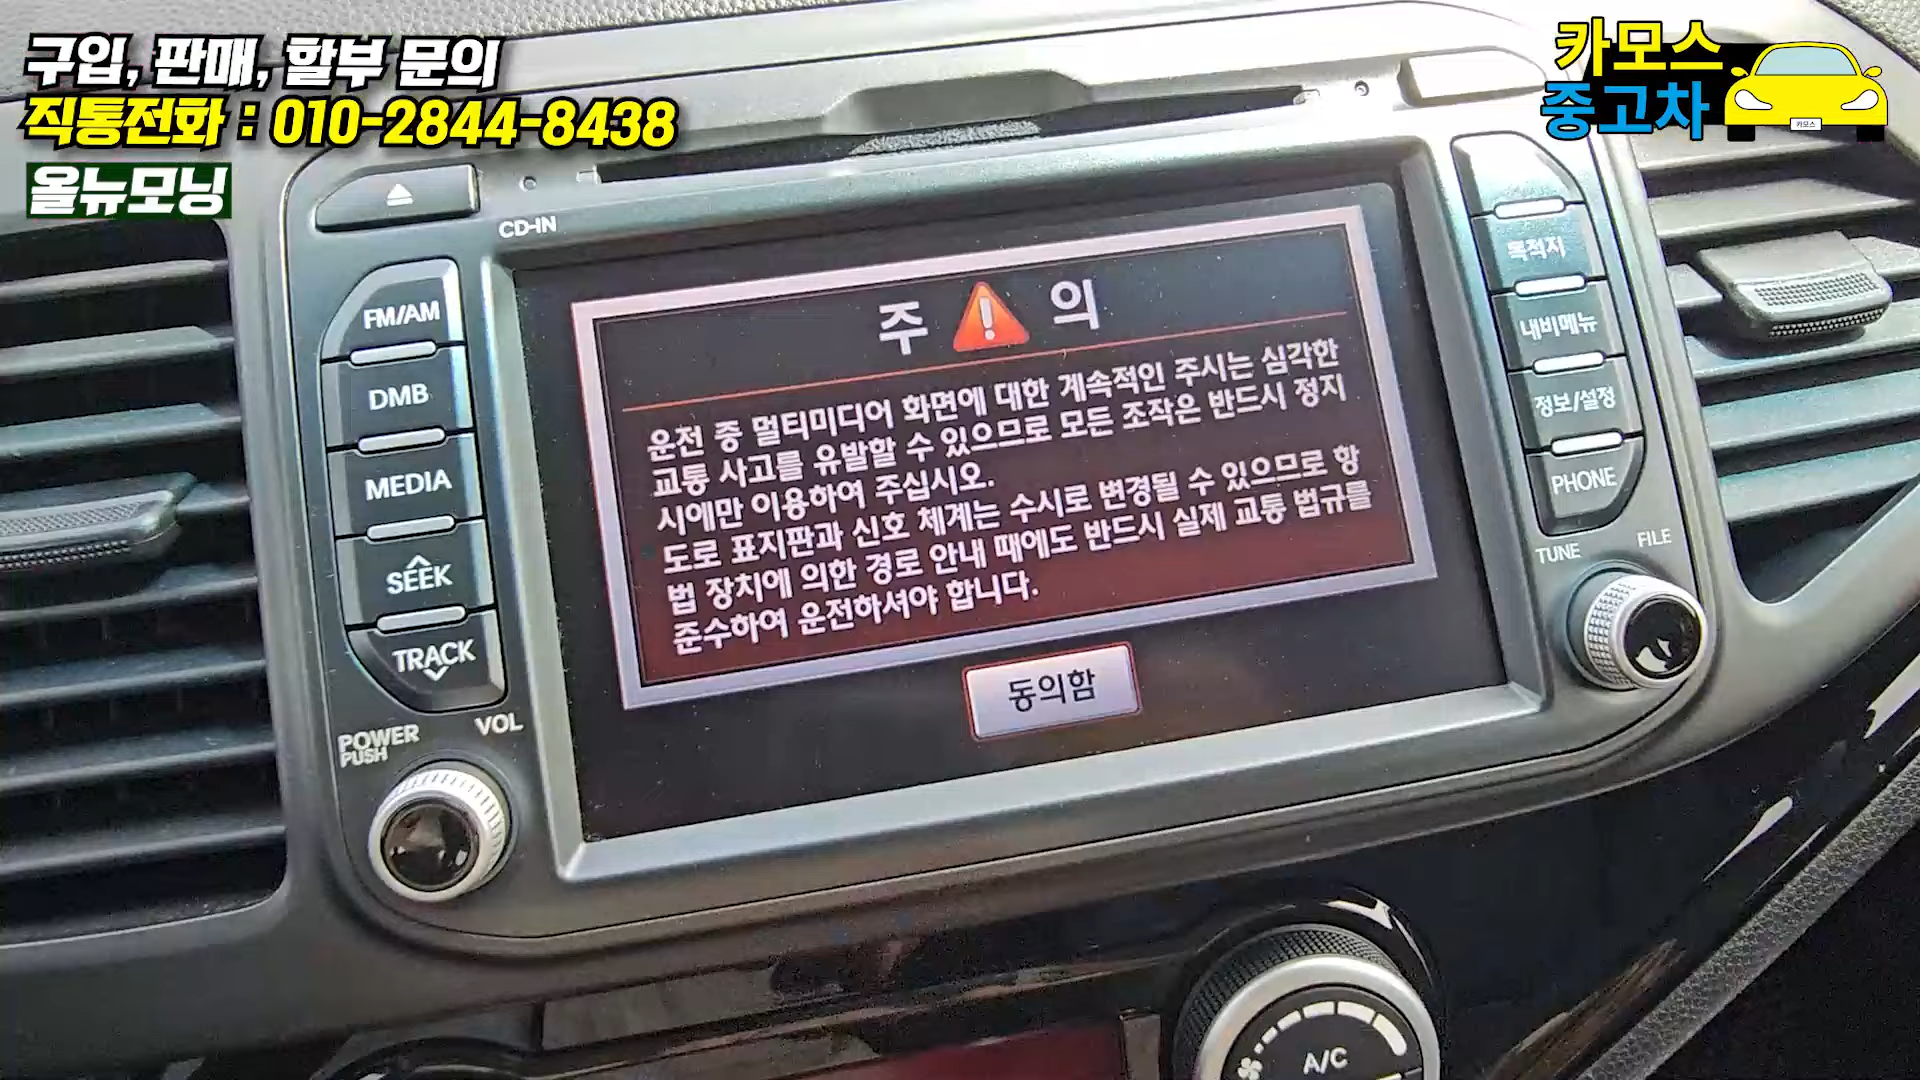 구입, 판매, 할부 문의
직통전화 : 010-2844-8438
올뉴모닝
카모스
중고차
카모스
CD-IN
FM/AM
DMB
MEDIA
SEEK
TRACK
POWER
PUSH
VOL
주 ! 의
운전 중 멀티미디어 화면에 대한 계속적인 주시는 심각한
교통 사고를 유발할 수 있으므로 모든 조작은 반드시 정지
시에만 이용하여 주십시오.
도로 표지판과 신호 체계는 수시로 변경될 수 있으므로 항
법 장치에 의한 경로 안내 때에도 반드시 실제 교통 법규를
준수하여 운전하셔야 합니다.
동의함
목적지
내비메뉴
정보/설정
PHONE
TUNE
FILE
A/C